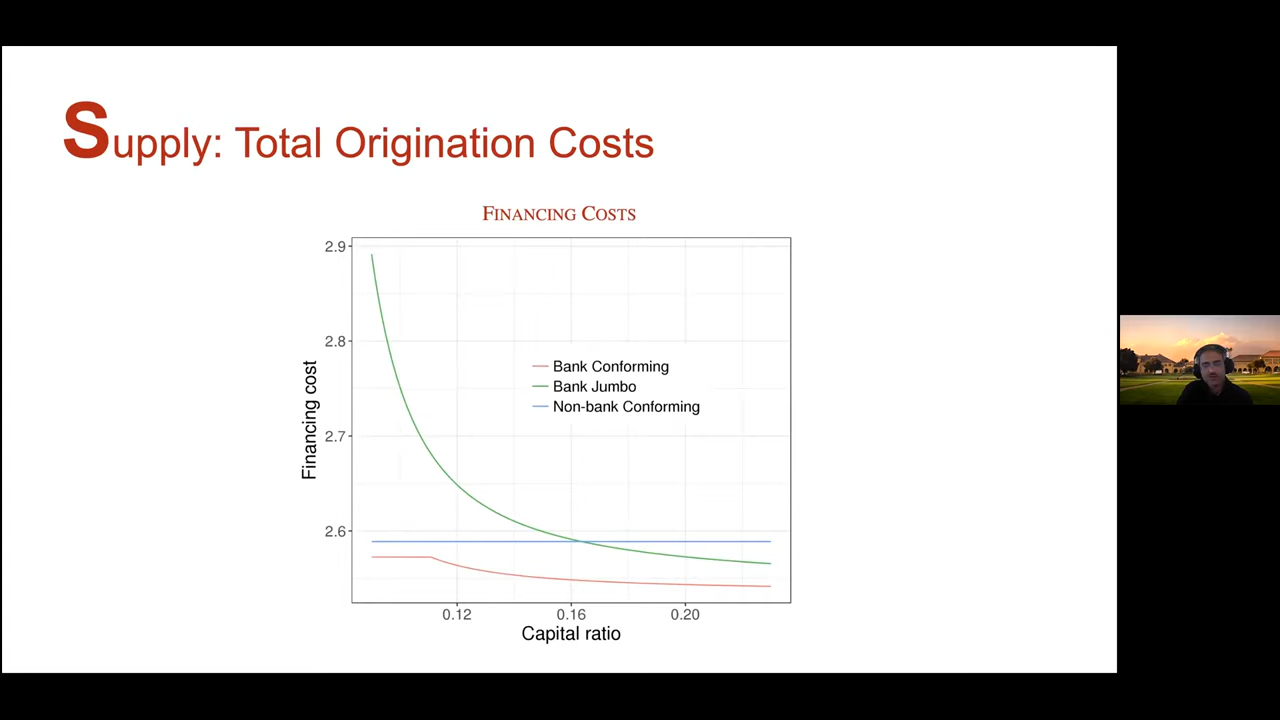 Supply: Total Origination Costs
FINANCING COSTS
2.9
2.8
2.7
2.6
Financing cost
Bank Conforming
Bank Jumbo
Non-bank Conforming
0.12 0.16 0.20
Capital ratio